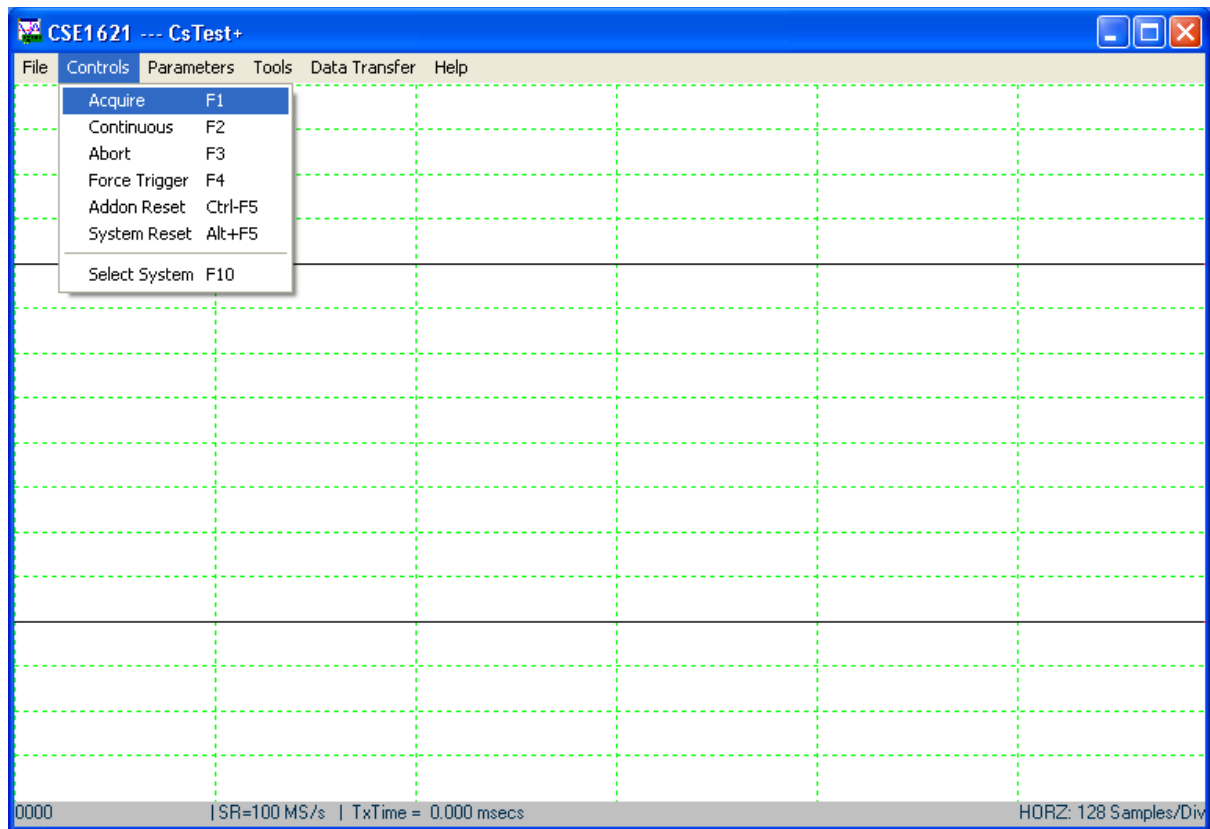 CSE1621 --- CsTest+
File Controls Parameters Tools Data Transfer Help
Acquire F1
Continuous F2
Abort F3
Force Trigger F4
Addon Reset Ctrl-F5
System Reset Alt+F5
Select System F10
0000 | SR=100 MS/s | TxTime = 0.000 msecs HORZ: 128 Samples/Div